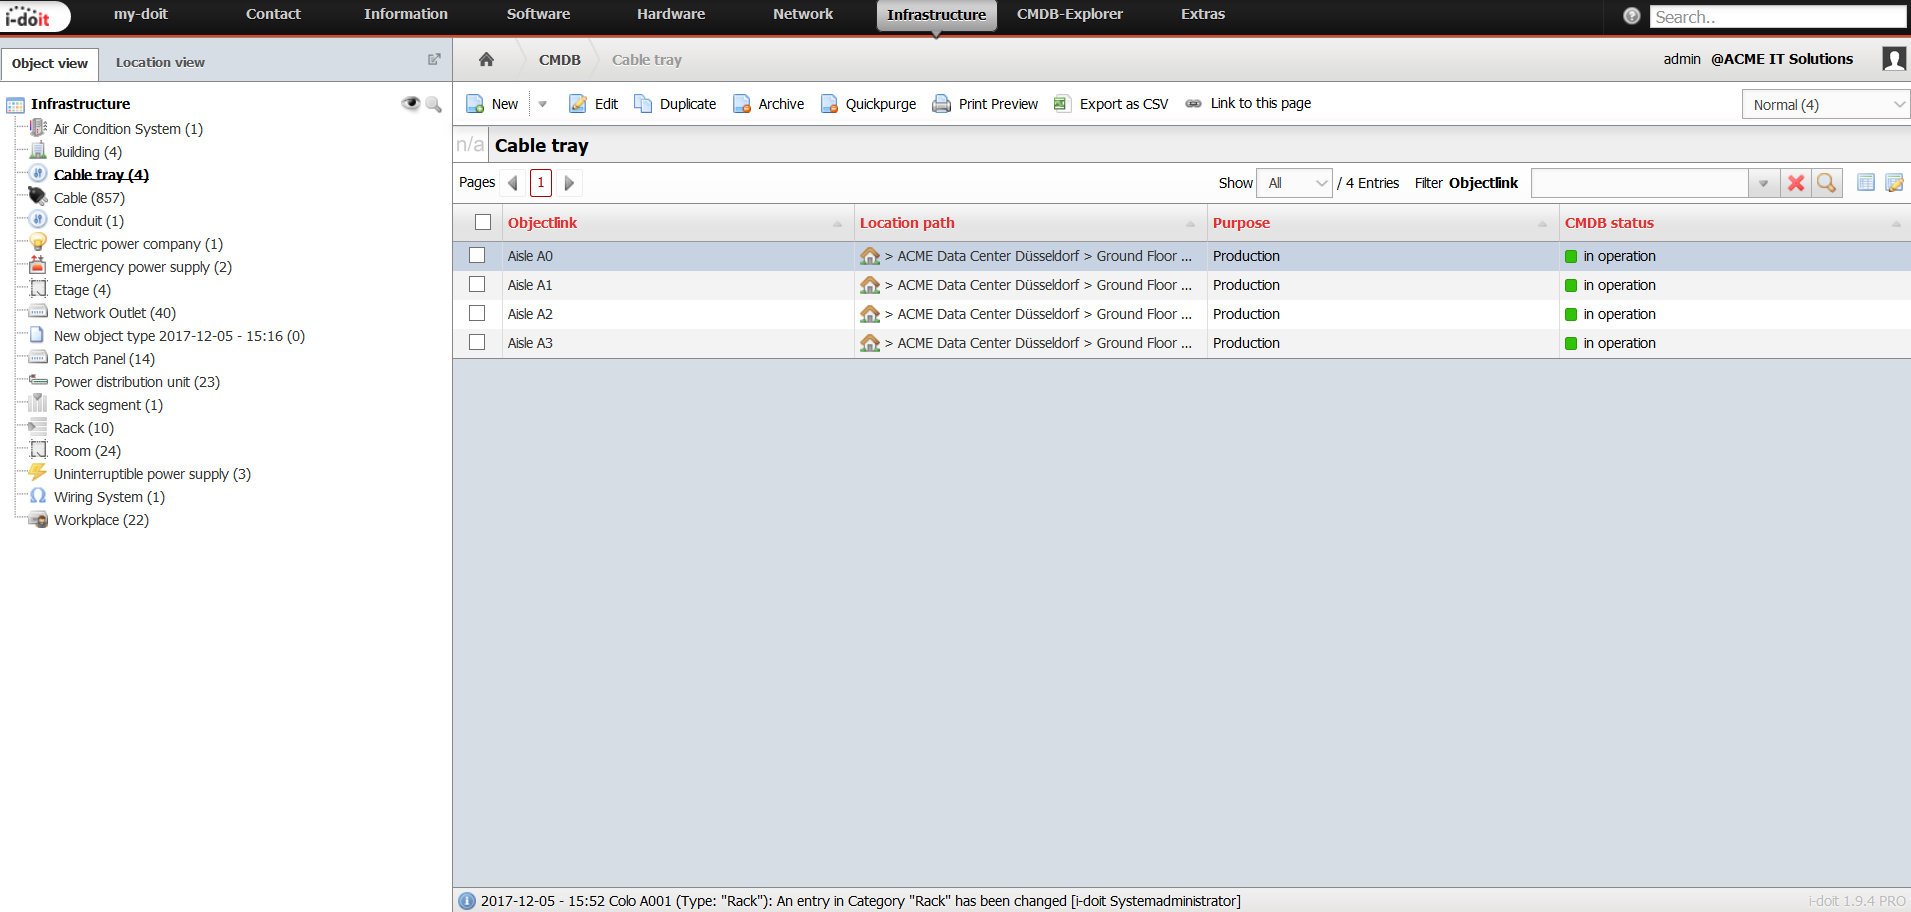 i-doit my-doit Contact Information Software Hardware Network Infrastructure CMDB-Explorer Extras ? Search..
Object view Location view
CMDB Cable tray admin @ACME IT Solutions
Infrastructure
Air Condition System (1)
Building (4)
Cable tray (4)
Cable (857)
Conduit (1)
Electric power company (1)
Emergency power supply (2)
Etage (4)
Network Outlet (40)
New object type 2017-12-05 - 15:16 (0)
Patch Panel (14)
Power distribution unit (23)
Rack segment (1)
Rack (10)
Room (24)
Uninterruptible power supply (3)
Wiring System (1)
Workplace (22)
New Edit Duplicate Archive Quickpurge Print Preview Export as CSV Link to this page Normal (4)
n/a Cable tray
Pages 1 Show All / 4 Entries Filter Objectlink
Objectlink Location path Purpose CMDB status
Aisle A0 > ACME Data Center Düsseldorf > Ground Floor ... Production in operation
Aisle A1 > ACME Data Center Düsseldorf > Ground Floor ... Production in operation
Aisle A2 > ACME Data Center Düsseldorf > Ground Floor ... Production in operation
Aisle A3 > ACME Data Center Düsseldorf > Ground Floor ... Production in operation
2017-12-05 - 15:52 Colo A001 (Type: "Rack"): An entry in Category "Rack" has been changed [i-doit Systemadministrator] i-doit 1.9.4 PRO